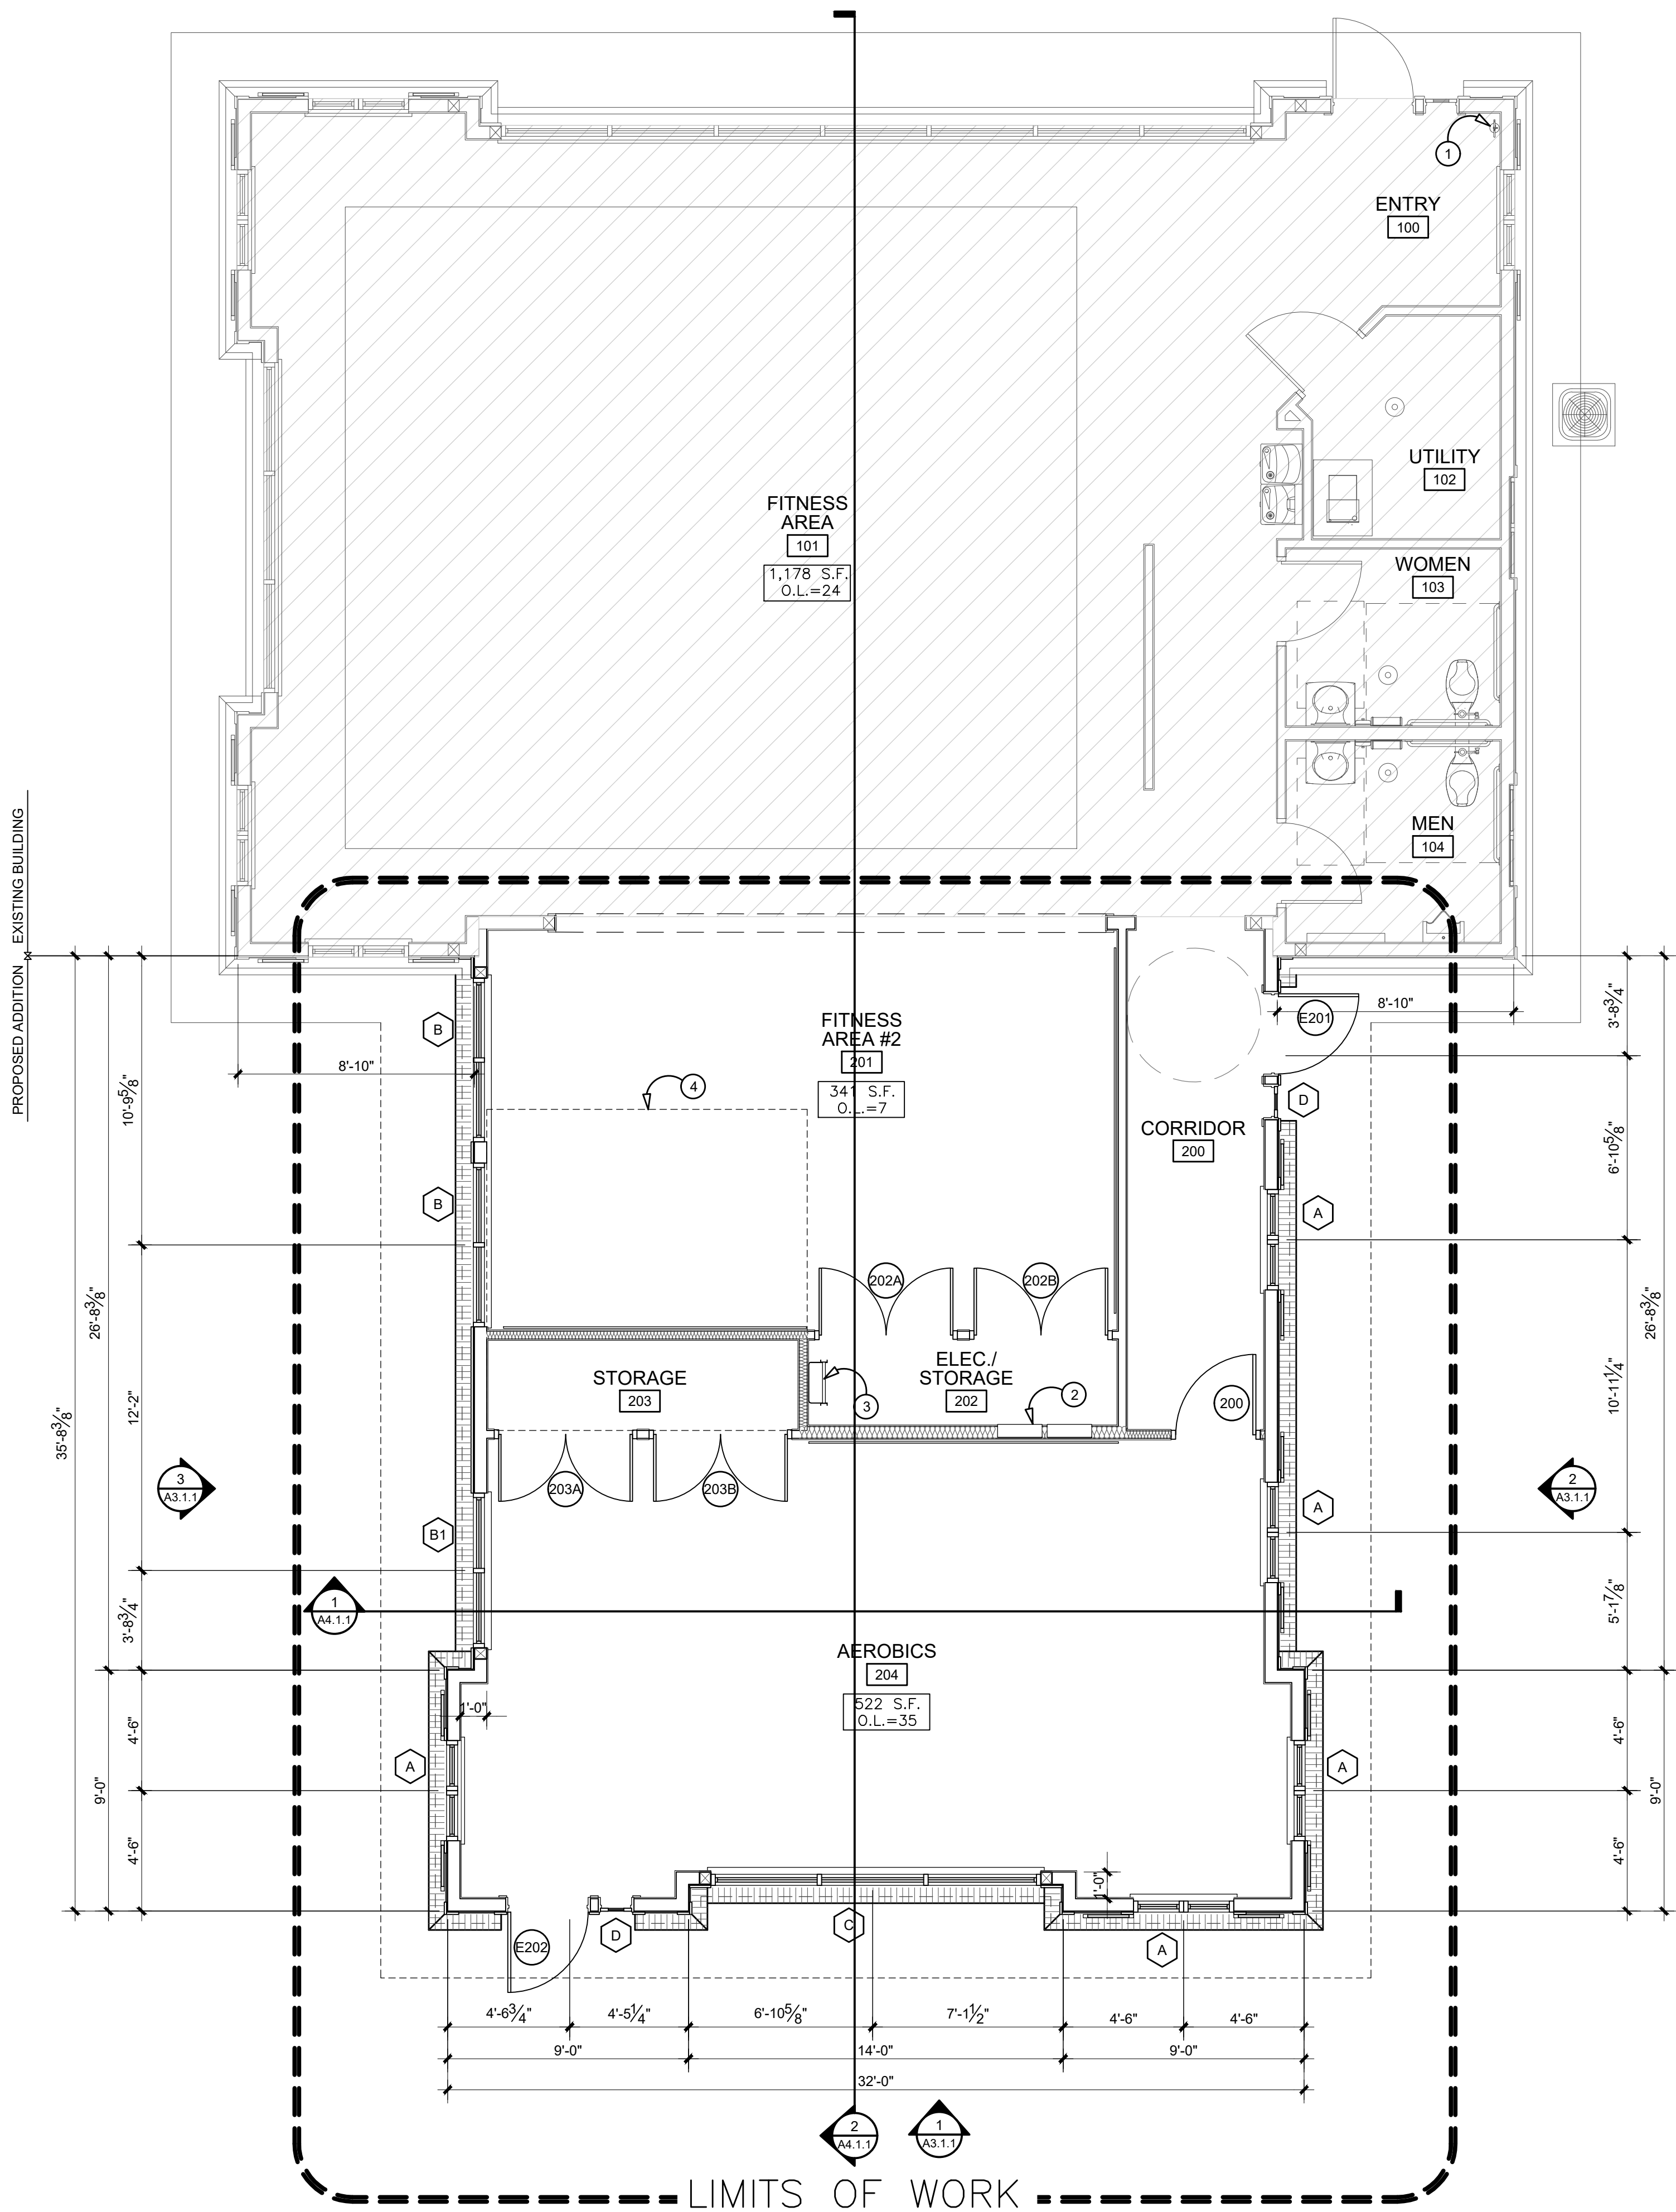 1
ENTRY
100
UTILITY
102
FITNESS
AREA
101
1,178 S.F.
O.L.=24
WOMEN
103
MEN
104
EXISTING BUILDING
PROPOSED ADDITION
8'-10"
8'-10"
E201
3'-8¾"
B
FITNESS
AREA #2
201
341 S.F.
O.L.=7
4
D
10'-9⅝"
CORRIDOR
200
6'-10⅝"
B
A
202A
202B
26'-8⅜"
26'-8⅜"
STORAGE
203
ELEC./
STORAGE
202
3
2
200
12'-2"
10'-11¼"
35'-8⅜"
3
A3.1.1
203A
203B
2
A3.1.1
B1
A
1
A4.1.1
3'-8¾"
5'-1⅞"
AEROBICS
204
522 S.F.
O.L.=35
1'-0"
4'-6"
4'-6"
A
A
9'-0"
9'-0"
4'-6"
4'-6"
1'-0"
E202
D
C
A
4'-6¾"
4'-5¼"
6'-10⅝"
7'-1½"
4'-6"
4'-6"
9'-0"
14'-0"
9'-0"
32'-0"
2
A4.1.1
1
A3.1.1
LIMITS OF WORK